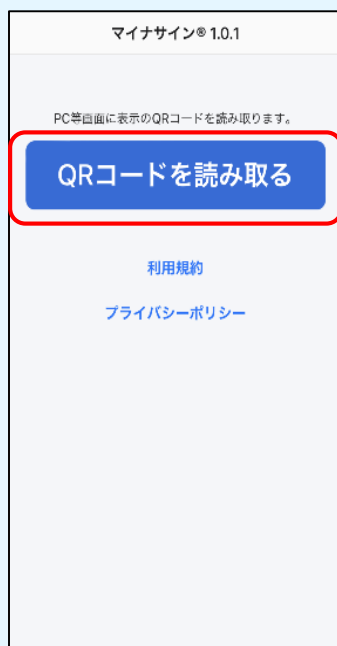 マイナサイン® 1.0.1
PC等画面に表示のQRコードを読み取ります。
QRコードを読み取る
利用規約
プライバシーポリシー